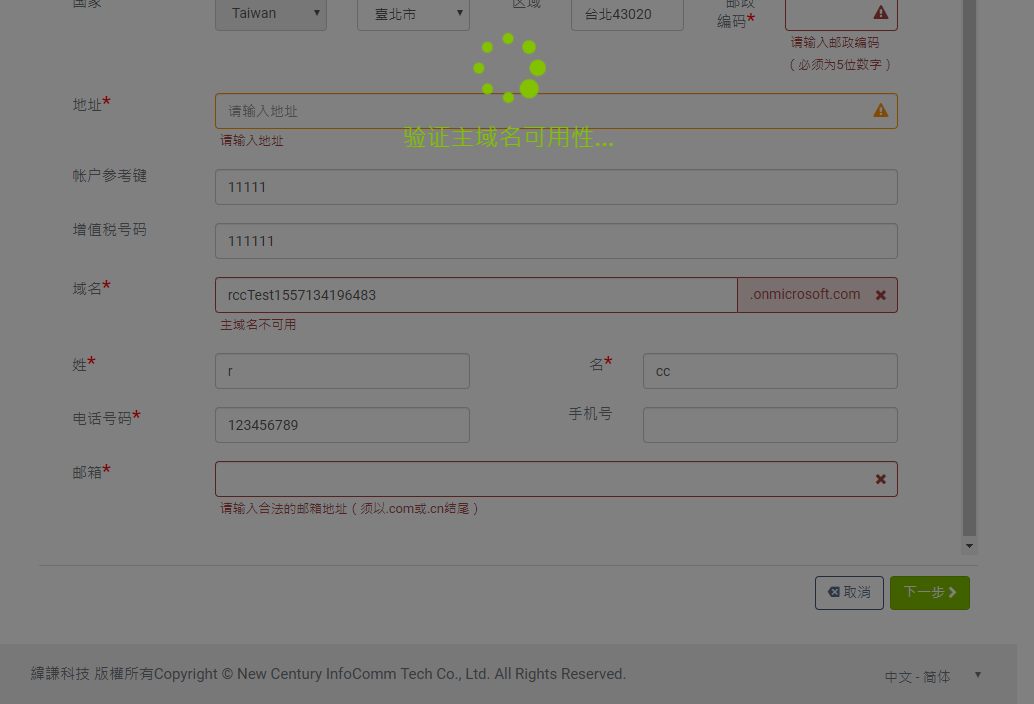 国家
Taiwan
臺北市
区域
台北43020
邮政
编码*
请输入邮政编码
（必须为5位数字）
地址*
请输入地址
请输入地址
验证主域名可用性...
帐户参考键
11111
增值税号码
111111
域名*
rccTest1557134196483
.onmicrosoft.com
主域名不可用
姓*
r
名*
cc
电话号码*
123456789
手机号
邮箱*
请输入合法的邮箱地址（须以.com或.cn结尾）
取消
下一步
緯謙科技 版權所有Copyright © New Century InfoComm Tech Co., Ltd. All Rights Reserved.
中文 - 简体